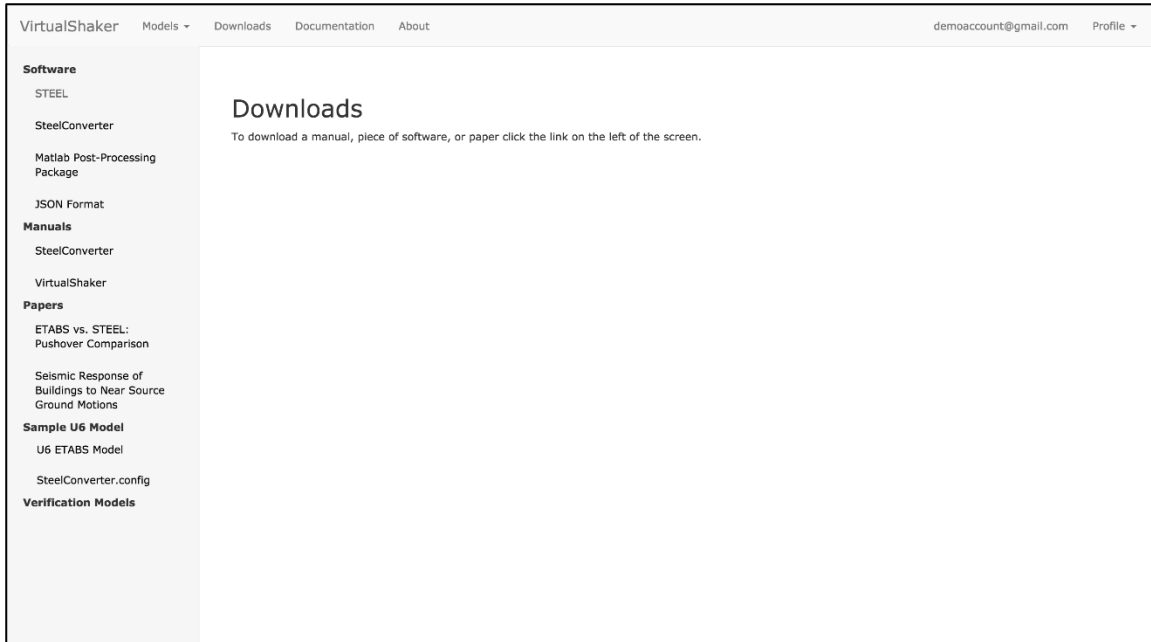 VirtualShaker Models Downloads Documentation About demoaccount@gmail.com Profile
Software
STEEL
SteelConverter
Matlab Post-Processing
Package
JSON Format
Manuals
SteelConverter
VirtualShaker
Papers
ETABS vs. STEEL:
Pushover Comparison
Seismic Response of
Buildings to Near Source
Ground Motions
Sample U6 Model
U6 ETABS Model
SteelConverter.config
Verification Models
Downloads
To download a manual, piece of software, or paper click the link on the left of the screen.